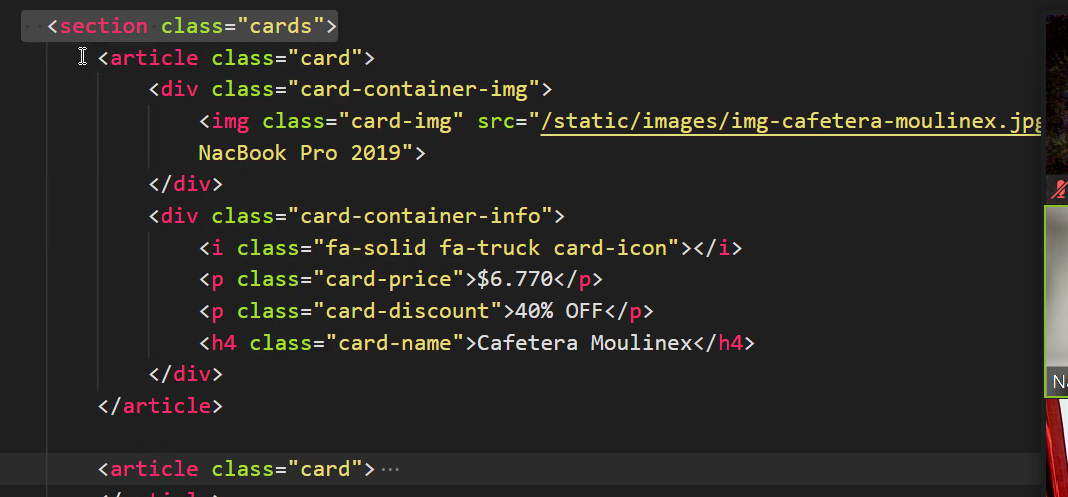 <section class="cards">
<article class="card">
<div class="card-container-img">
<img class="card-img" src="/static/images/img-cafetera-moulinex.jpg
NacBook Pro 2019">
</div>
<div class="card-container-info">
<i class="fa-solid fa-truck card-icon"></i>
<p class="card-price">$6.770</p>
<p class="card-discount">40% OFF</p>
<h4 class="card-name">Cafetera Moulinex</h4>
</div>
</article>
<article class="card">···